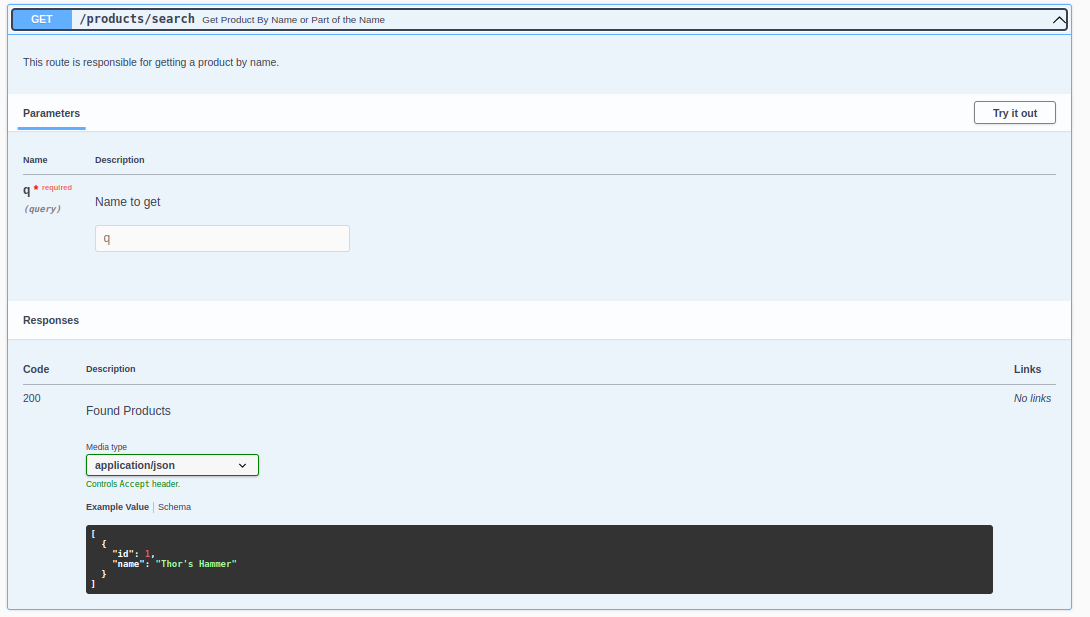 GET /products/search Get Product By Name or Part of the Name
This route is responsible for getting a product by name.
Parameters Try it out
Name Description
q * required
(query)
Name to get
q
Responses
Code Description Links
200 No links
Found Products
Media type
application/json
Controls Accept header.
Example Value | Schema
[
  {
    "id": 1,
    "name": "Thor's Hammer"
  }
]